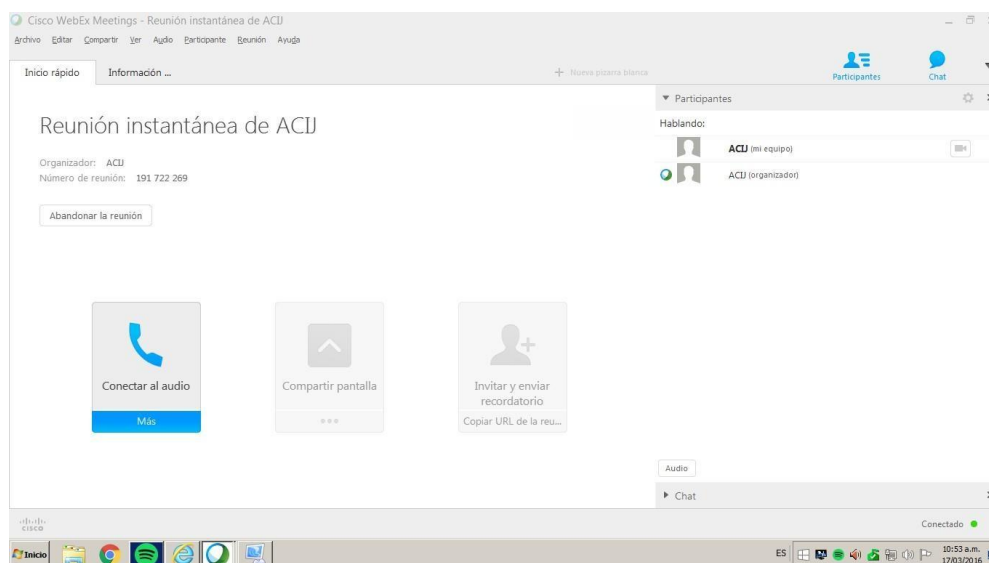 Cisco WebEx Meetings - Reunión instantánea de ACIJ
Archivo Editar Compartir Ver Audio Participante Reunión Ayuda
Inicio rápido Información ... + Nueva pizarra blanca
Participantes Chat
Participantes
Reunión instantánea de ACIJ
Hablando:
ACIJ (mi equipo)
Organizador: ACIJ
ACIJ (organizador)
Número de reunión: 191 722 269
Abandonar la reunión
Conectar al audio
Más
Compartir pantalla
Invitar y enviar
recordatorio
Copiar URL de la reu...
Audio
Chat
CISCO
Conectado
Inicio
ES
10:53 a.m.
17/03/2016